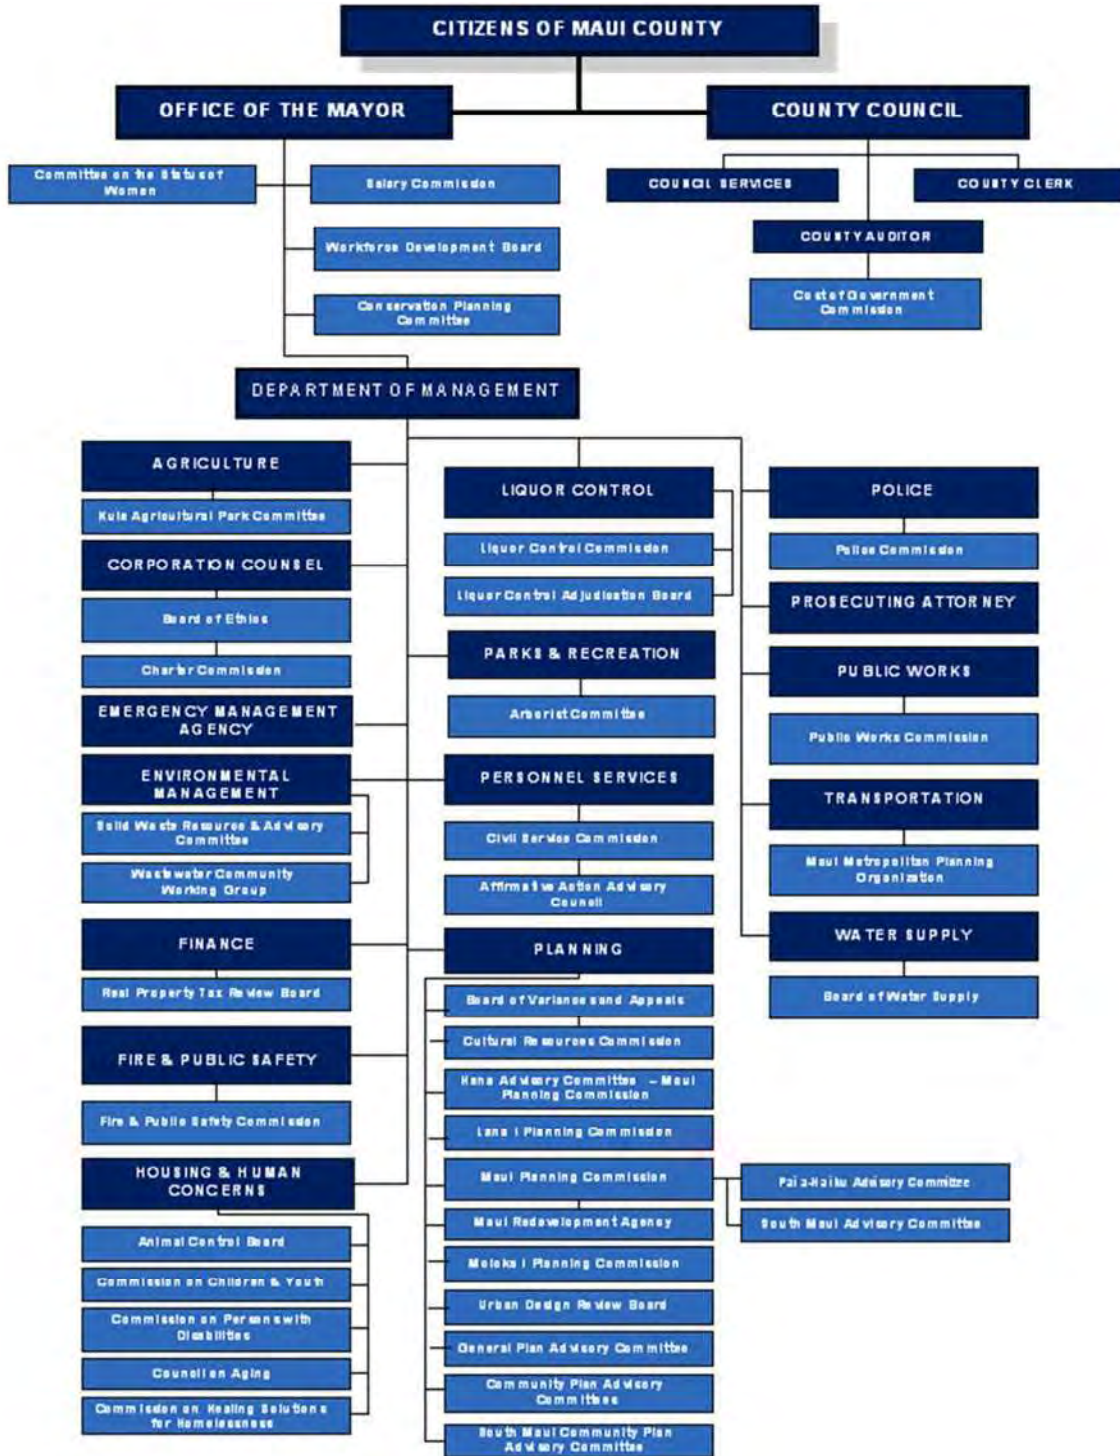 CITIZENS OF MAUI COUNTY
OFFICE OF THE MAYOR
COUNTY COUNCIL
Committee on the Status of
Women
Salary Commission
COUNCIL SERVICES
COUNTY CLERK
Workforce Development Board
COUNTY AUDITOR
Conservation Planning
Committee
Cost of Government
Commission
DEPARTMENT OF MANAGEMENT
AGRICULTURE
Kula Agricultural Park Committee
CORPORATION COUNSEL
Board of Ethics
Charter Commission
EMERGENCY MANAGEMENT
AGENCY
ENVIRONMENTAL
MANAGEMENT
Solid Waste Resource & Advisory
Committee
Wastewater Community
Working Group
FINANCE
Real Property Tax Review Board
FIRE & PUBLIC SAFETY
Fire & Public Safety Commission
HOUSING & HUMAN
CONCERNS
Animal Control Board
Commission on Children & Youth
Commission on Persons with
Disabilities
Council on Aging
Commission on Healing Solutions
for Homelessness
LIQUOR CONTROL
Liquor Control Commission
Liquor Control Adjudication Board
PARKS & RECREATION
Arborist Committee
PERSONNEL SERVICES
Civil Service Commission
Affirmative Action Advisory
Council
PLANNING
Board of Variances and Appeals
Cultural Resources Commission
Hana Advisory Committee – Maui
Planning Commission
Lana i Planning Commission
Maui Planning Commission
Maui Redevelopment Agency
Moloka i Planning Commission
Urban Design Review Board
General Plan Advisory Committee
Community Plan Advisory
Committees
South Maui Community Plan
Advisory Committee
Paia-Haiku Advisory Committee
South Maui Advisory Committee
POLICE
Police Commission
PROSECUTING ATTORNEY
PUBLIC WORKS
Public Works Commission
TRANSPORTATION
Maui Metropolitan Planning
Organization
WATER SUPPLY
Board of Water Supply